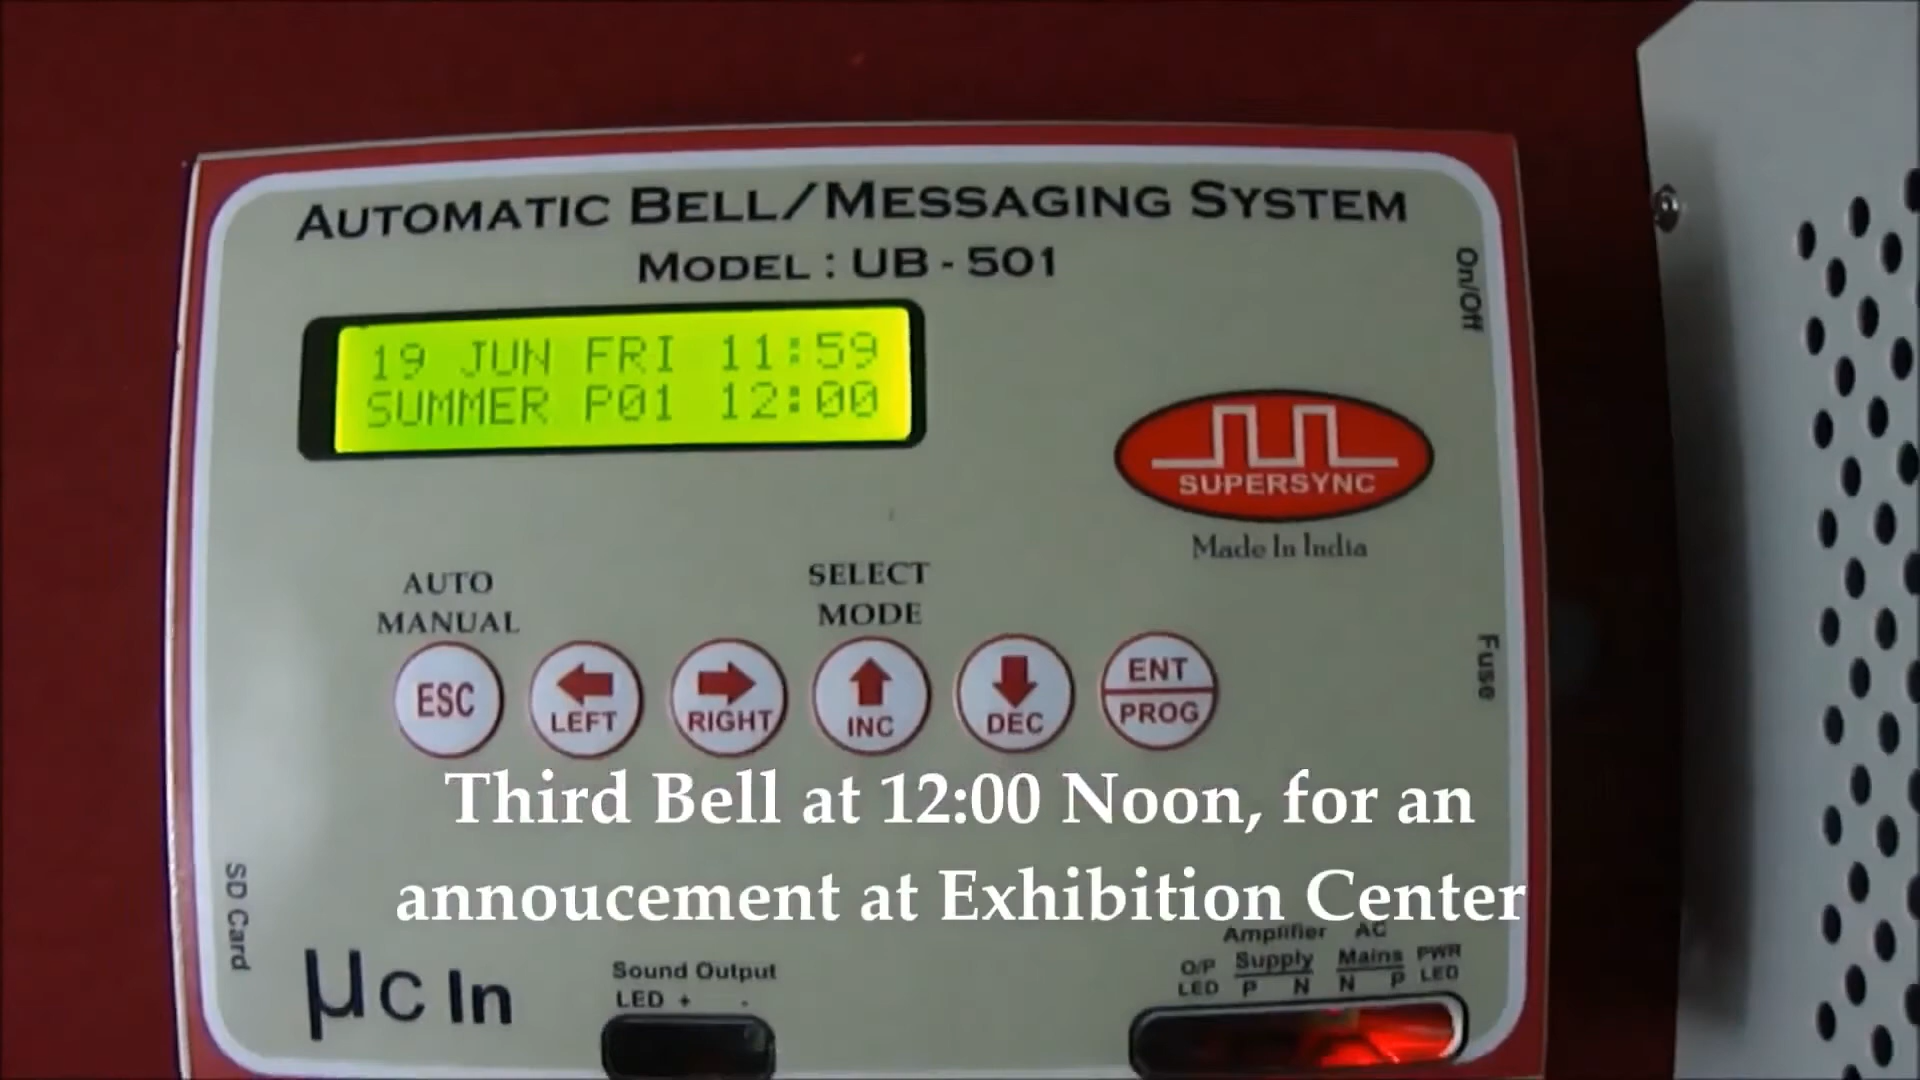 AUTOMATIC BELL/MESSAGING SYSTEM
MODEL : UB - 501
On/Off
19 JUN FRI 11:59
SUMMER P01 12:00
SUPERSYNC
Made In India
AUTO
MANUAL
SELECT
MODE
ESC
LEFT
RIGHT
INC
DEC
ENT
PROG
Fuse
Third Bell at 12:00 Noon, for an
annoucement at Exhibition Center
SD Card
µc In
Sound Output
LED + -
Amplifier AC
O/P Supply Mains PWR
LED P N N P LED